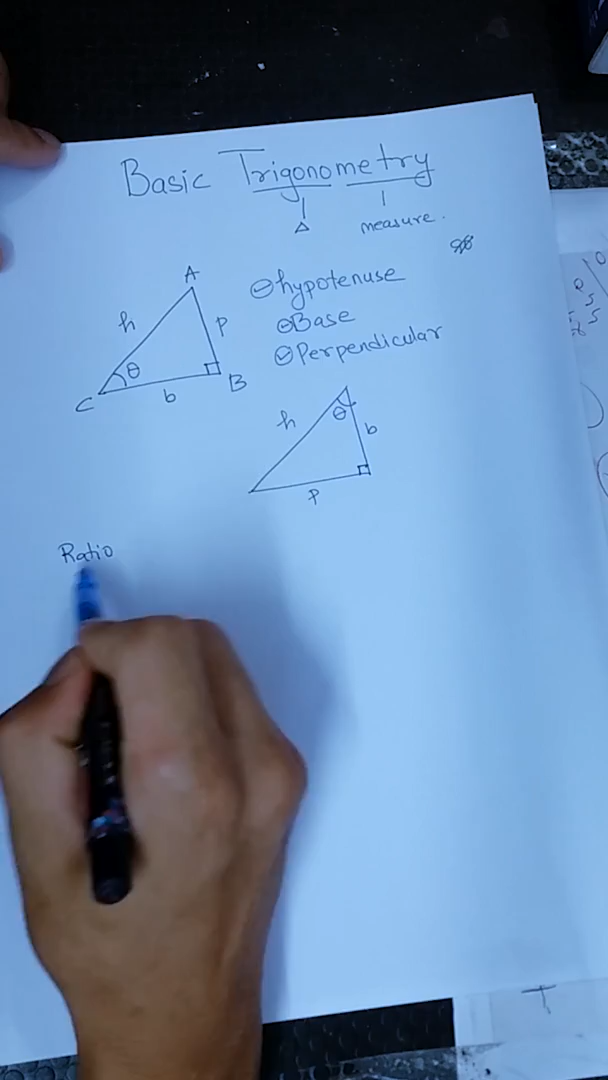 Basic Trigonometry
Δ measure.
A
h p
θ
C b B
hypotenuse
Base
Perpendicular
θ
h b
p
Ratio